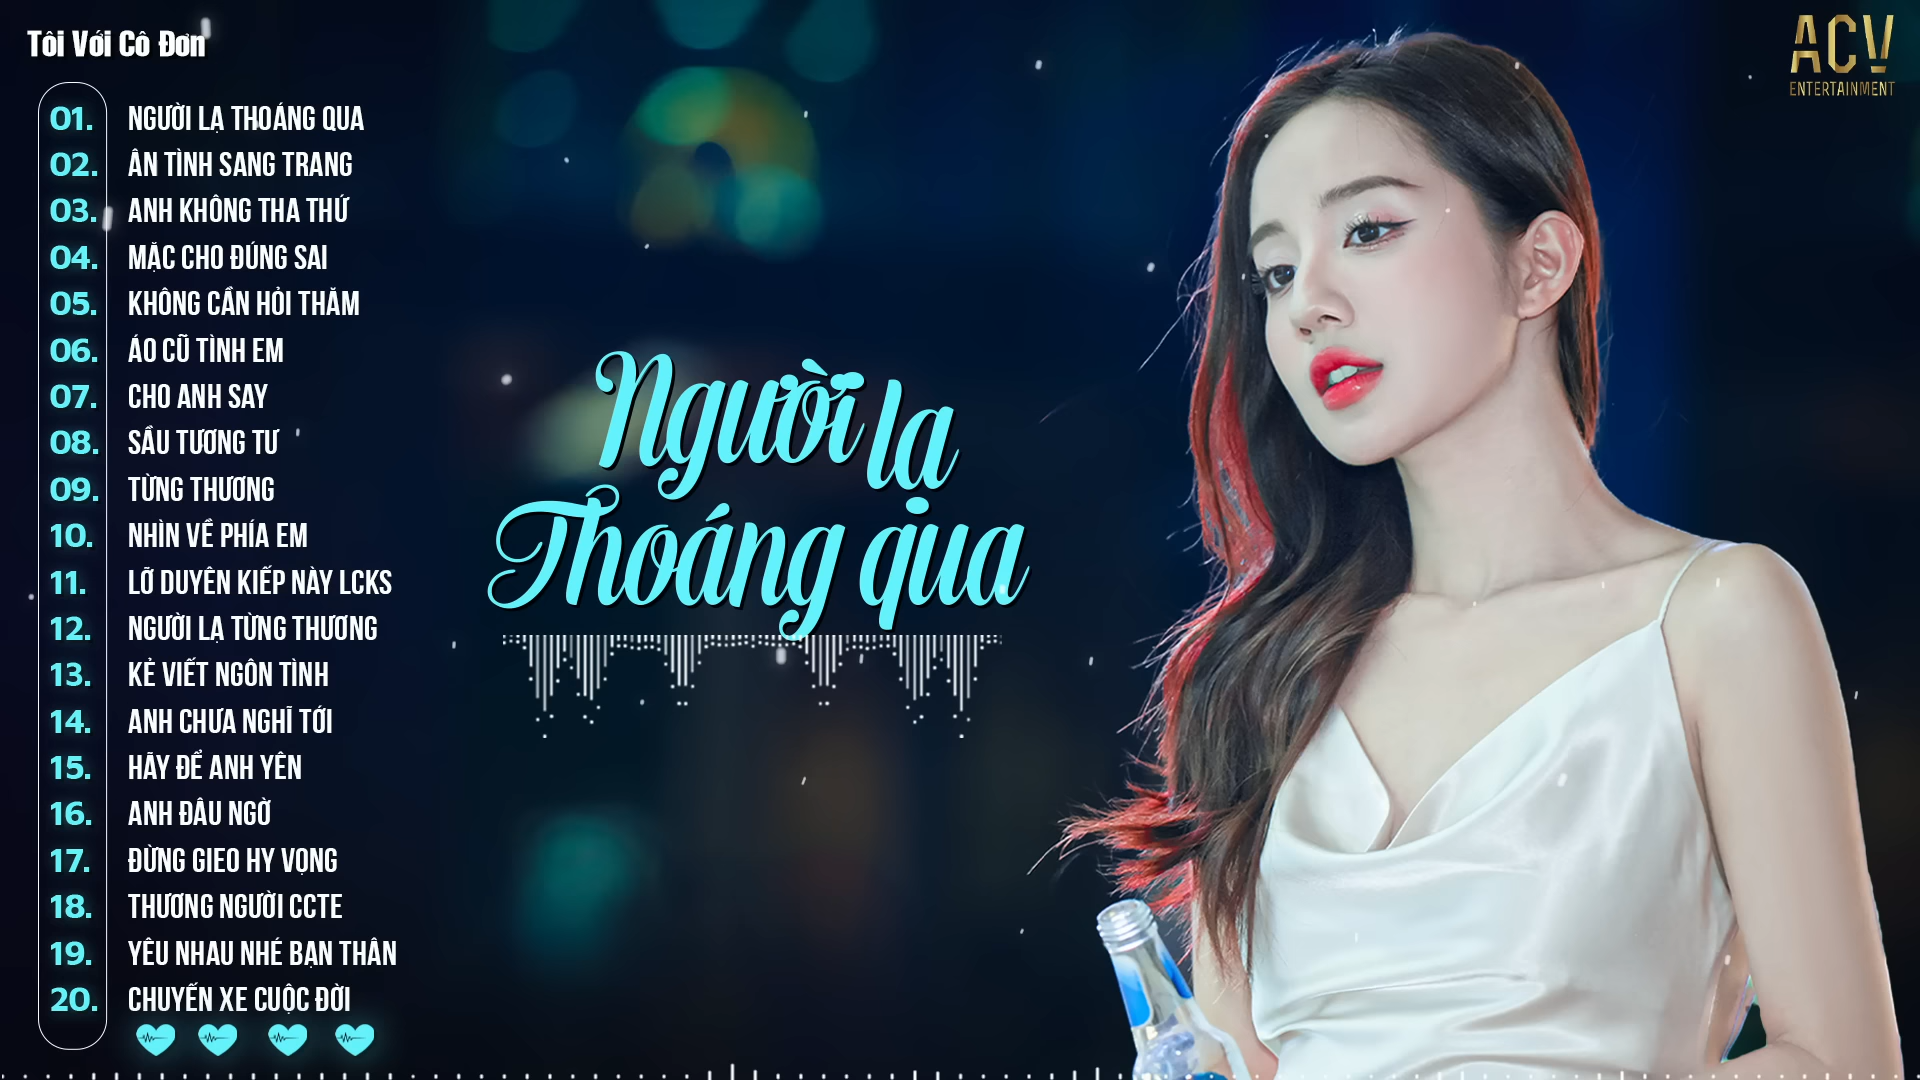 Tôi Với Cô Đơn
ACV
ENTERTAINMENT
01. NGƯỜI LẠ THOÁNG QUA
02. ÂN TÌNH SANG TRANG
03. ANH KHÔNG THA THỨ
04. MẶC CHO ĐÚNG SAI
05. KHÔNG CẦN HỎI THĂM
06. ÁO CŨ TÌNH EM
07. CHO ANH SAY
08. SẦU TƯƠNG TƯ
09. TỪNG THƯƠNG
10. NHÌN VỀ PHÍA EM
11. LỠ DUYÊN KIẾP NÀY LCKS
12. NGƯỜI LẠ TỪNG THƯƠNG
13. KẺ VIẾT NGÔN TÌNH
14. ANH CHƯA NGHĨ TỚI
15. HÃY ĐỂ ANH YÊN
16. ANH ĐÂU NGỜ
17. ĐỪNG GIEO HY VỌNG
18. THƯƠNG NGƯỜI CCTE
19. YÊU NHAU NHÉ BẠN THÂN
20. CHUYẾN XE CUỘC ĐỜI
Người lạ
Thoáng qua